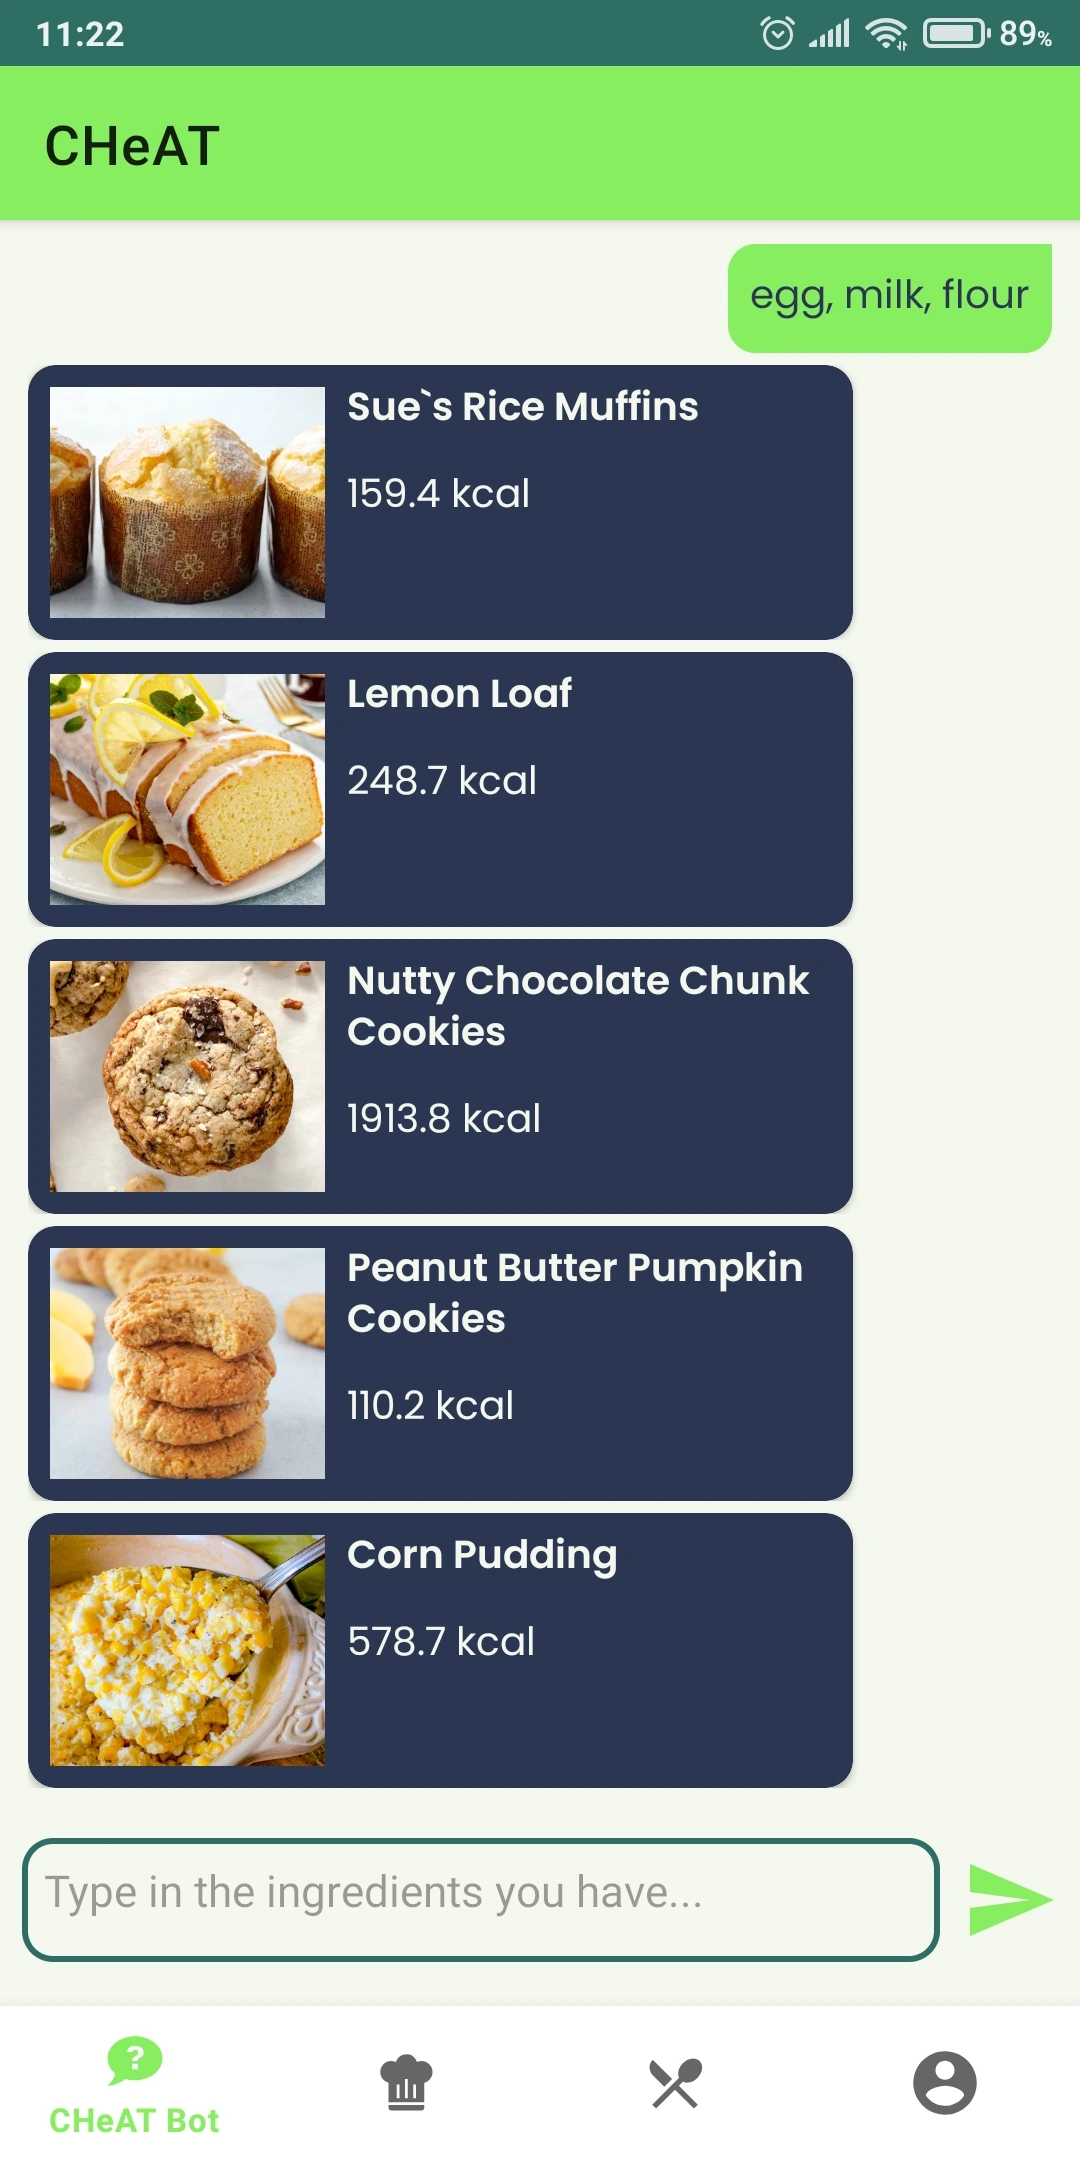 11:22
89%
CHeAT
egg, milk, flour
Sue`s Rice Muffins
159.4 kcal
Lemon Loaf
248.7 kcal
Nutty Chocolate Chunk
Cookies
1913.8 kcal
Peanut Butter Pumpkin
Cookies
110.2 kcal
Corn Pudding
578.7 kcal
Type in the ingredients you have...
?
CHeAT Bot